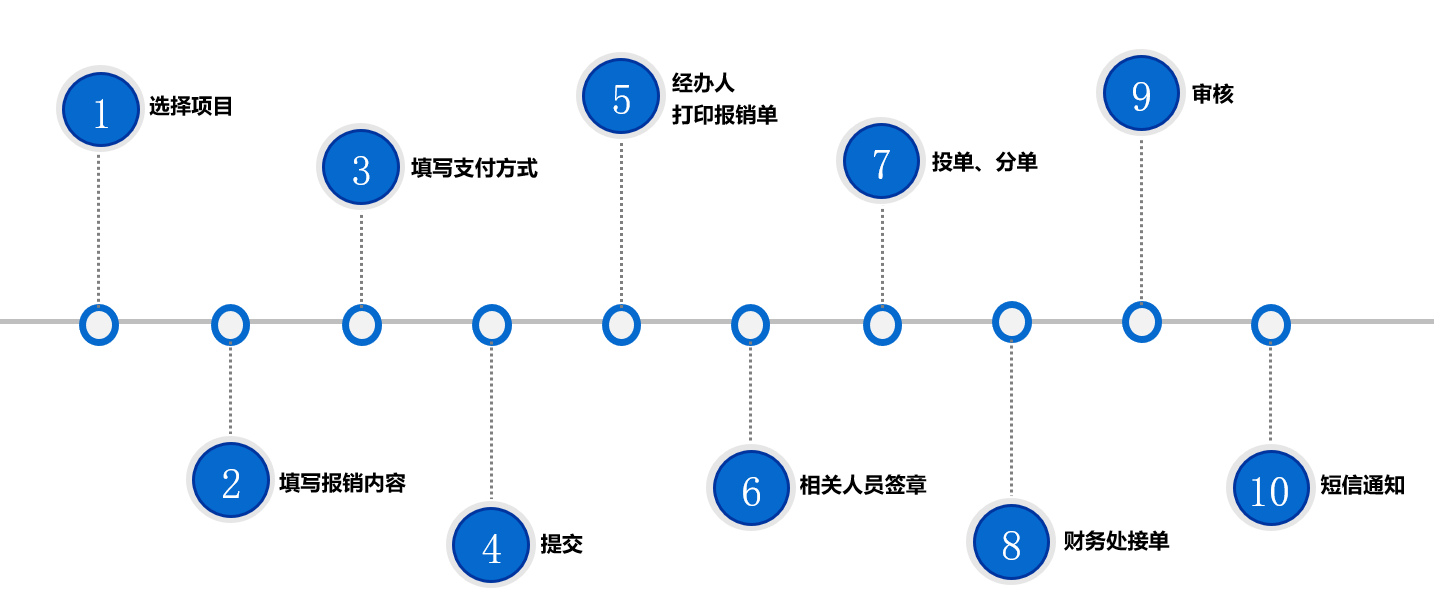 1
选择项目
2
填写报销内容
3
填写支付方式
4
提交
5
经办人
打印报销单
6
相关人员签章
7
投单、分单
8
财务处接单
9
审核
10
短信通知